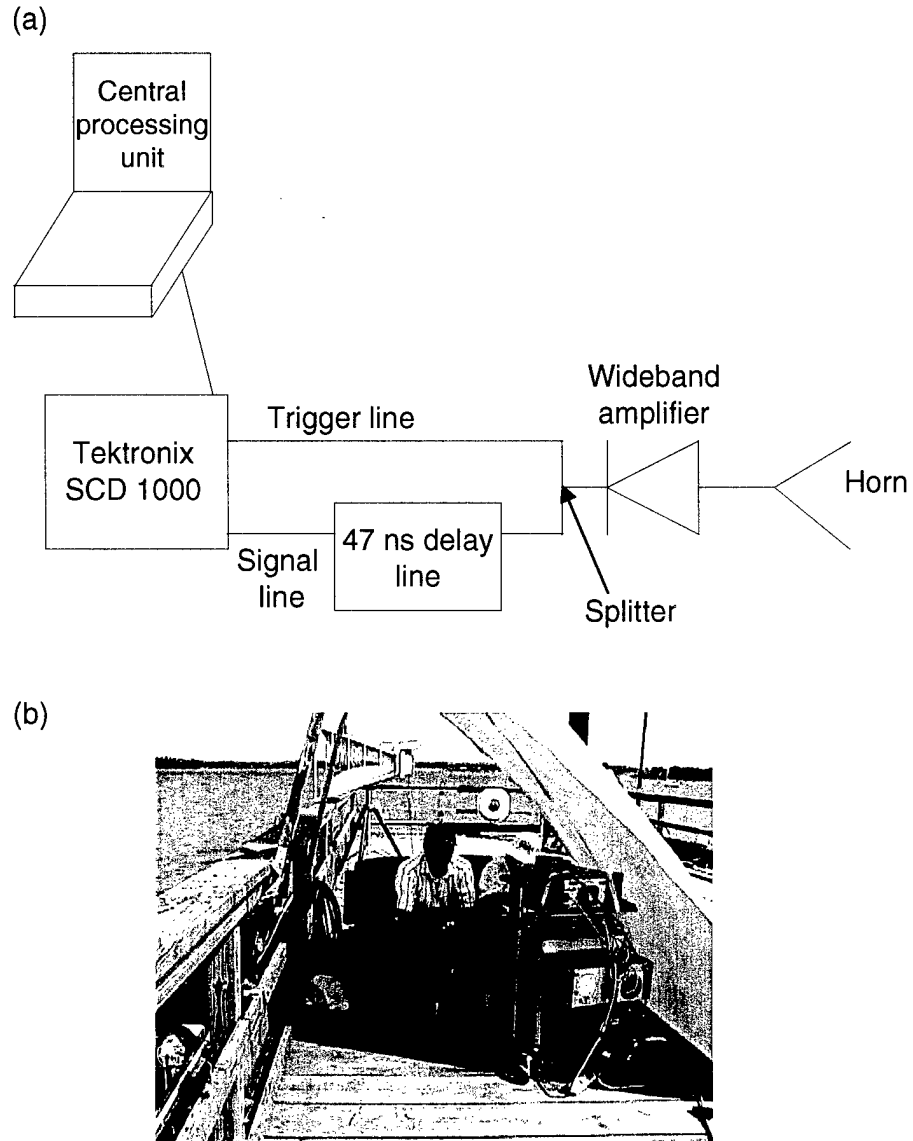 (a)
Central
processing
unit
Wideband
amplifier
Trigger line
Tektronix
SCD 1000
Horn
47 ns delay
line
Signal
line
Splitter
(b)